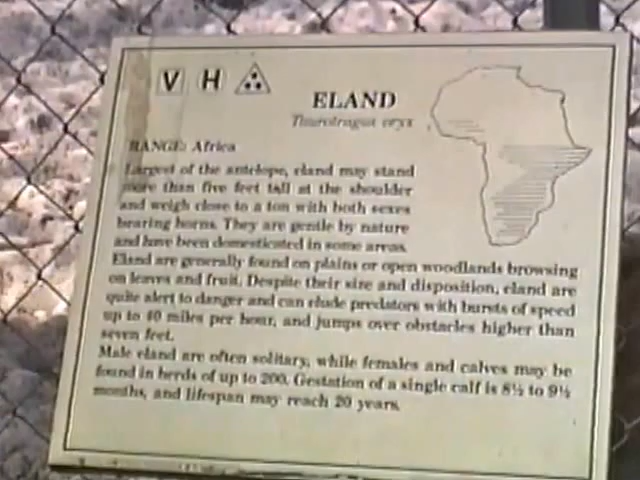 V H
ELAND
Taurotragus oryx
RANGE: Africa
Largest of the antelope, eland may stand
more than five feet tall at the shoulder
and weigh close to a ton with both sexes
bearing horns. They are gentle by nature
and have been domesticated in some areas.
Eland are generally found on plains or open woodlands browsing
on leaves and fruit. Despite their size and disposition, eland are
quite alert to danger and can elude predators with bursts of speed
up to 40 miles per hour, and jumps over obstacles higher than
seven feet.
Male eland are often solitary, while females and calves may be
found in herds of up to 200. Gestation of a single calf is 8½ to 9½
months, and lifespan may reach 20 years.